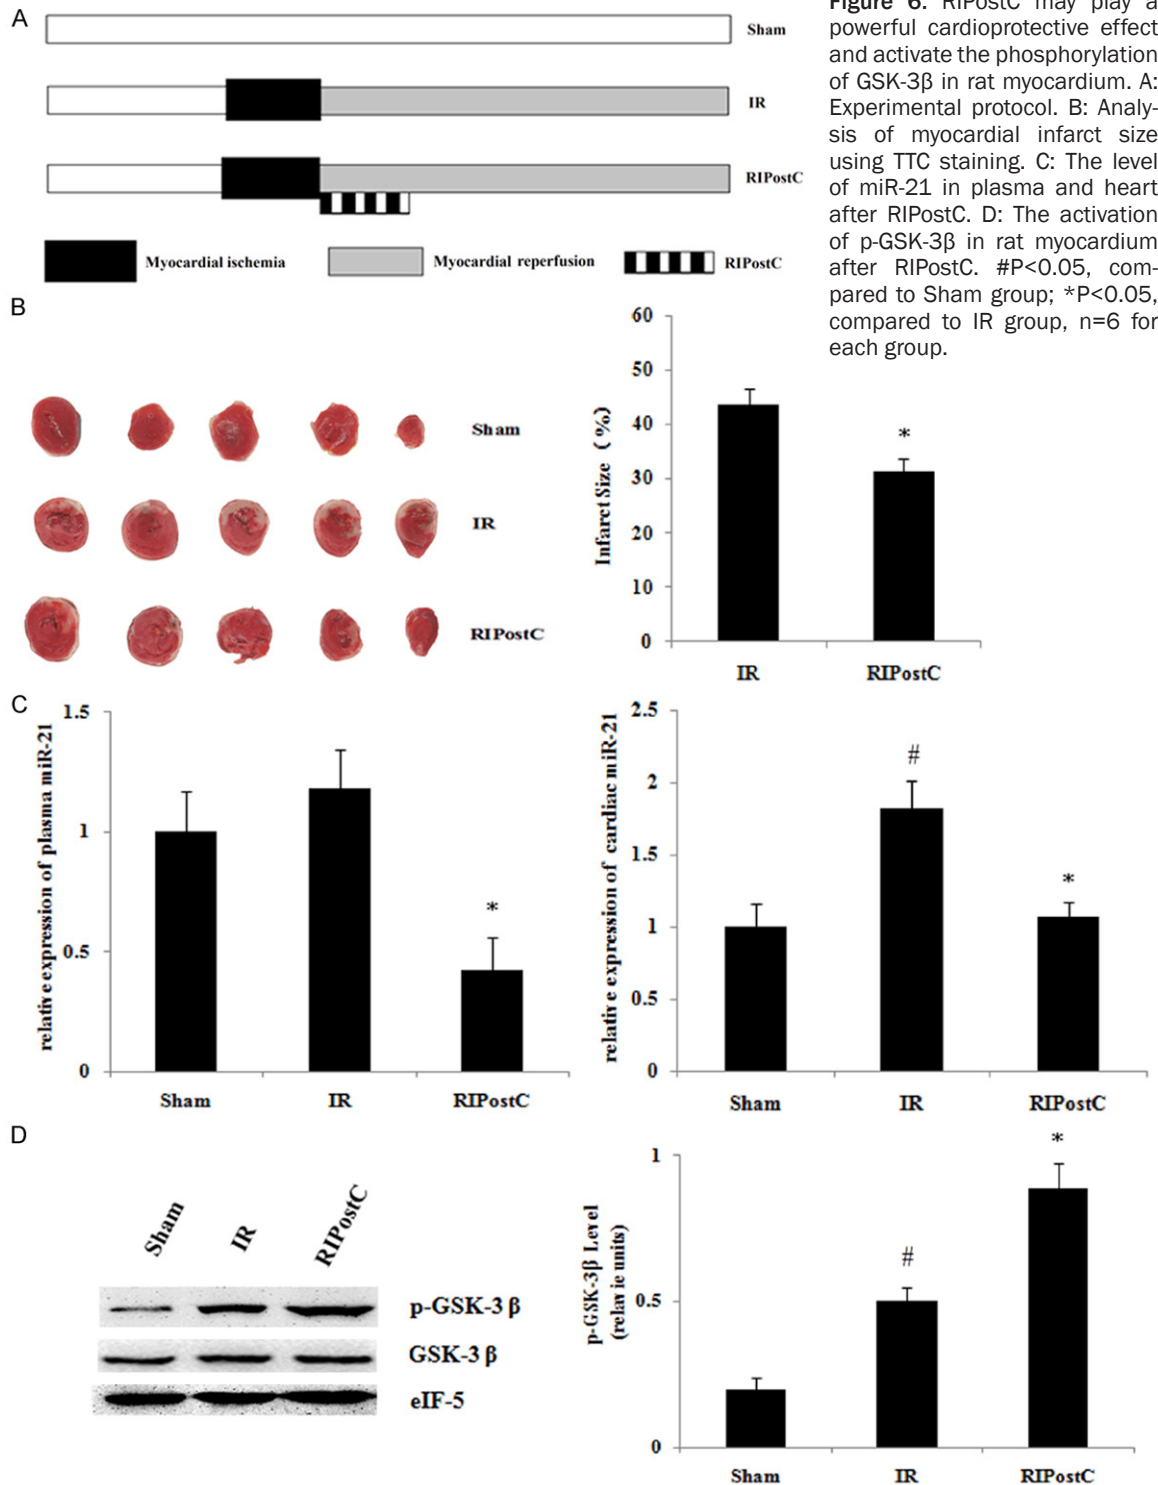 A
Sham
IR
RIPostC
Myocardial ischemia
Myocardial reperfusion
RIPostC
Figure 6. RIPostC may play a
powerful cardioprotective effect
and activate the phosphorylation
of GSK-3β in rat myocardium. A:
Experimental protocol. B: Analy-
sis of myocardial infarct size
using TTC staining. C: The level
of miR-21 in plasma and heart
after RIPostC. D: The activation
of p-GSK-3β in rat myocardium
after RIPostC. #P<0.05, com-
pared to Sham group; *P<0.05,
compared to IR group, n=6 for
each group.
B
Sham
IR
RIPostC
Infarct Size (%)
60
50
40
30
20
10
0
*
IR
RIPostC
C
relative expression of plasma miR-21
1.5
1
0.5
0
*
Sham
IR
RIPostC
relative expression of cardiac miR-21
2.5
2
1.5
1
0.5
0
#
*
Sham
IR
RIPostC
D
Sham
IR
RIPostC
p-GSK-3β
GSK-3β
eIF-5
p-GSK-3β Level
(relavie units)
1
0.5
0
#
*
Sham
IR
RIPostC